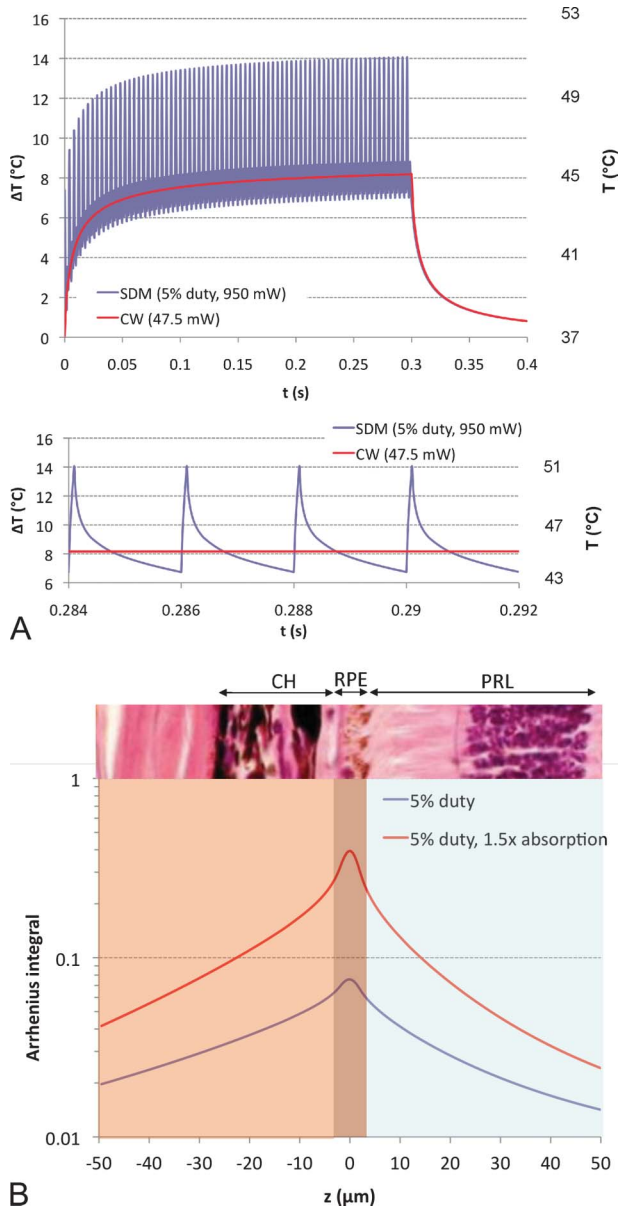 16
14
12
10
8
6
4
2
0
ΔT (°C)
53
49
45
41
37
T (°C)
SDM (5% duty, 950 mW)
CW (47.5 mW)
0 0.05 0.1 0.15 0.2 0.25 0.3 0.35 0.4
t (s)
SDM (5% duty, 950 mW)
CW (47.5 mW)
16
14
12
10
8
6
ΔT (°C)
51
47
43
T (°C)
0.284 0.286 0.288 0.29 0.292
t (s)
A
CH RPE PRL
1
0.1
0.01
Arrhenius integral
5% duty
5% duty, 1.5x absorption
-50 -40 -30 -20 -10 0 10 20 30 40 50
z (μm)
B